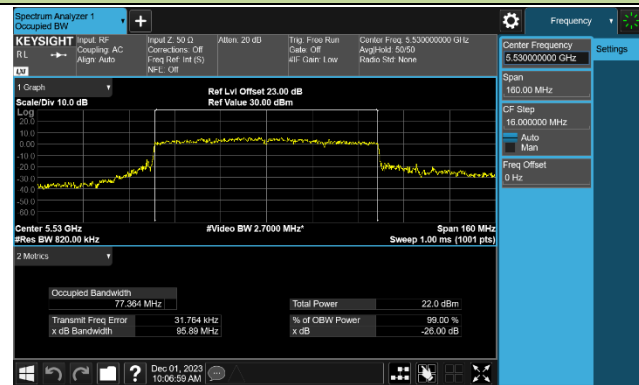 Spectrum Analyzer 1
Occupied BW
Frequency
KEYSIGHT
Input: RF
Input Z: 50 Ω
Atten: 20 dB
Trig: Free Run
Center Freq: 5.530000000 GHz
RL
Coupling: AC
Corrections: Off
Gate: Off
Avg|Hold: 50/50
Align: Auto
Freq Ref: Int (S)
#IF Gain: Low
Radio Std: None
NFE: Off
LXI
Center Frequency
5.530000000 GHz
Settings
Span
160.00 MHz
CF Step
16.000000 MHz
Auto
Man
Freq Offset
0 Hz
1 Graph
Ref Lvl Offset 23.00 dB
Scale/Div 10.0 dB
Ref Value 30.00 dBm
Log
20.0
10.0
0.00
-10.0
-20.0
-30.0
-40.0
-50.0
-60.0
Center 5.53 GHz
#Video BW 2.7000 MHz*
Span 160 MHz
#Res BW 820.00 kHz
Sweep 1.00 ms (1001 pts)
2 Metrics
Occupied Bandwidth
77.364 MHz
Total Power
22.0 dBm
Transmit Freq Error
31.764 kHz
% of OBW Power
99.00 %
x dB Bandwidth
95.89 MHz
x dB
-26.00 dB
Dec 01, 2023
10:06:59 AM